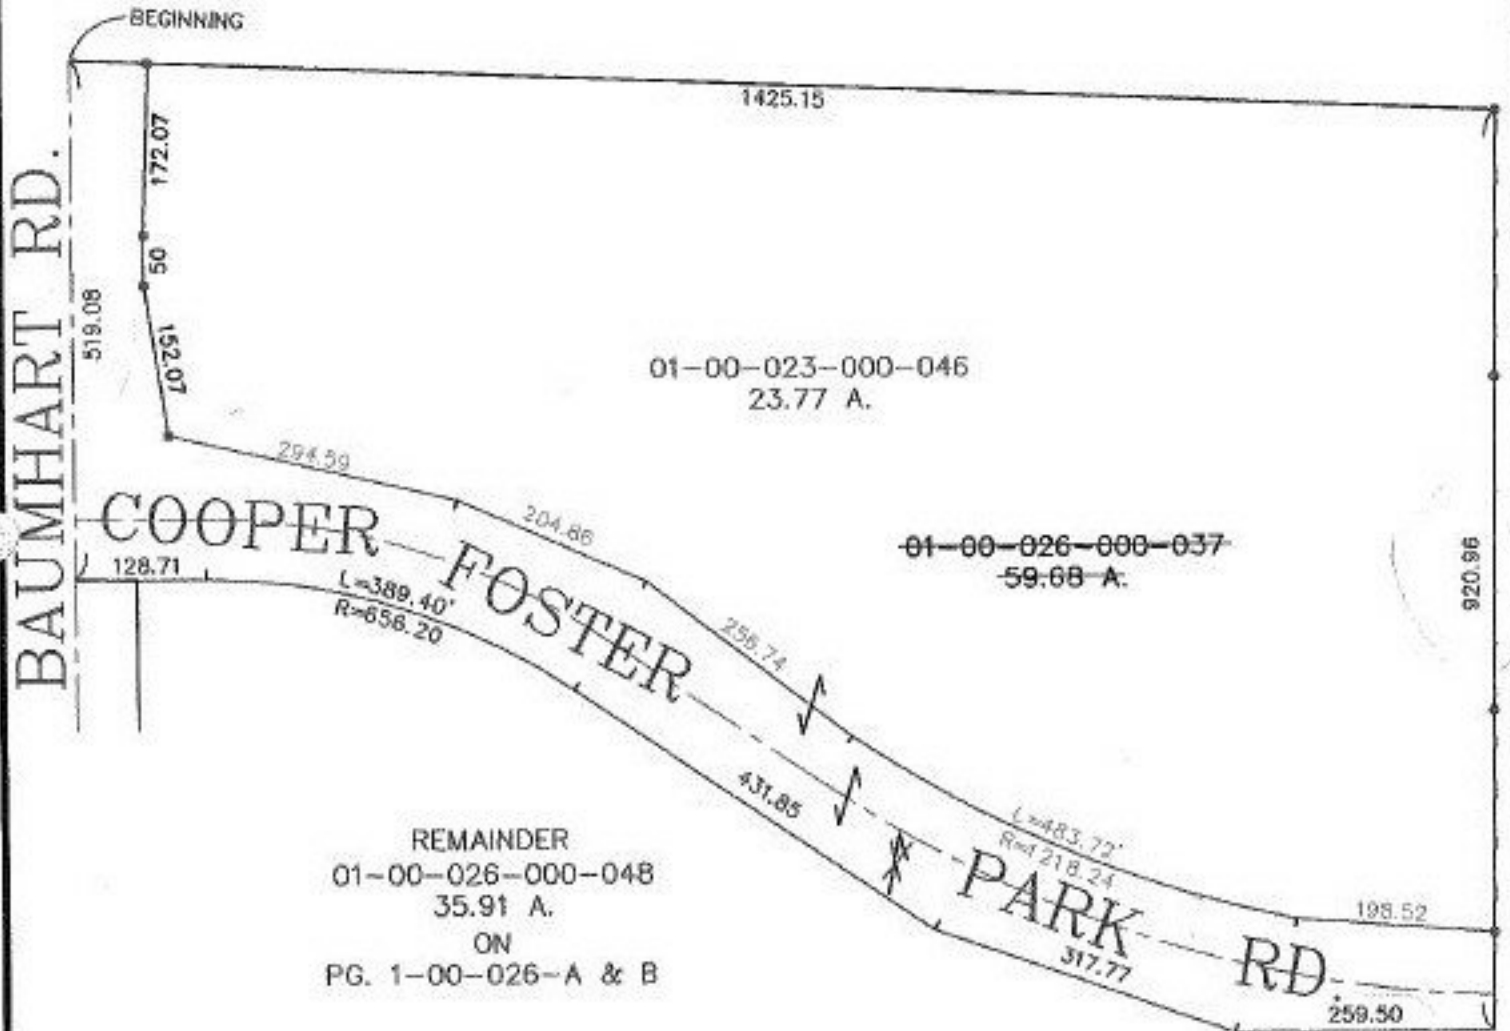 BEGINNING
1425.15
172.07
50
152.07
519.08
BAUMHART RD.
01-00-023-000-046
23.77 A.
294.59
204.86
256.74
01-00-026-000-037
59.68 A.
920.96
COOPER FOSTER PARK RD.
128.71
L=389.40'
R=656.20
431.85
L=483.72'
R=1218.24
198.52
317.77
259.50
REMAINDER
01-00-026-000-048
35.91 A.
ON
PG. 1-00-026-A & B